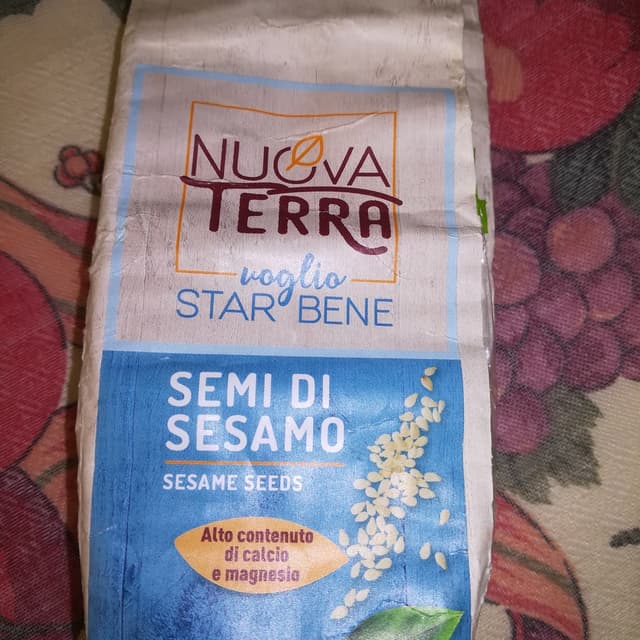 NUOVA
TERRA
voglio
STAR BENE
SEMI DI
SESAMO
SESAME SEEDS
Alto contenuto
di calcio
e magnesio